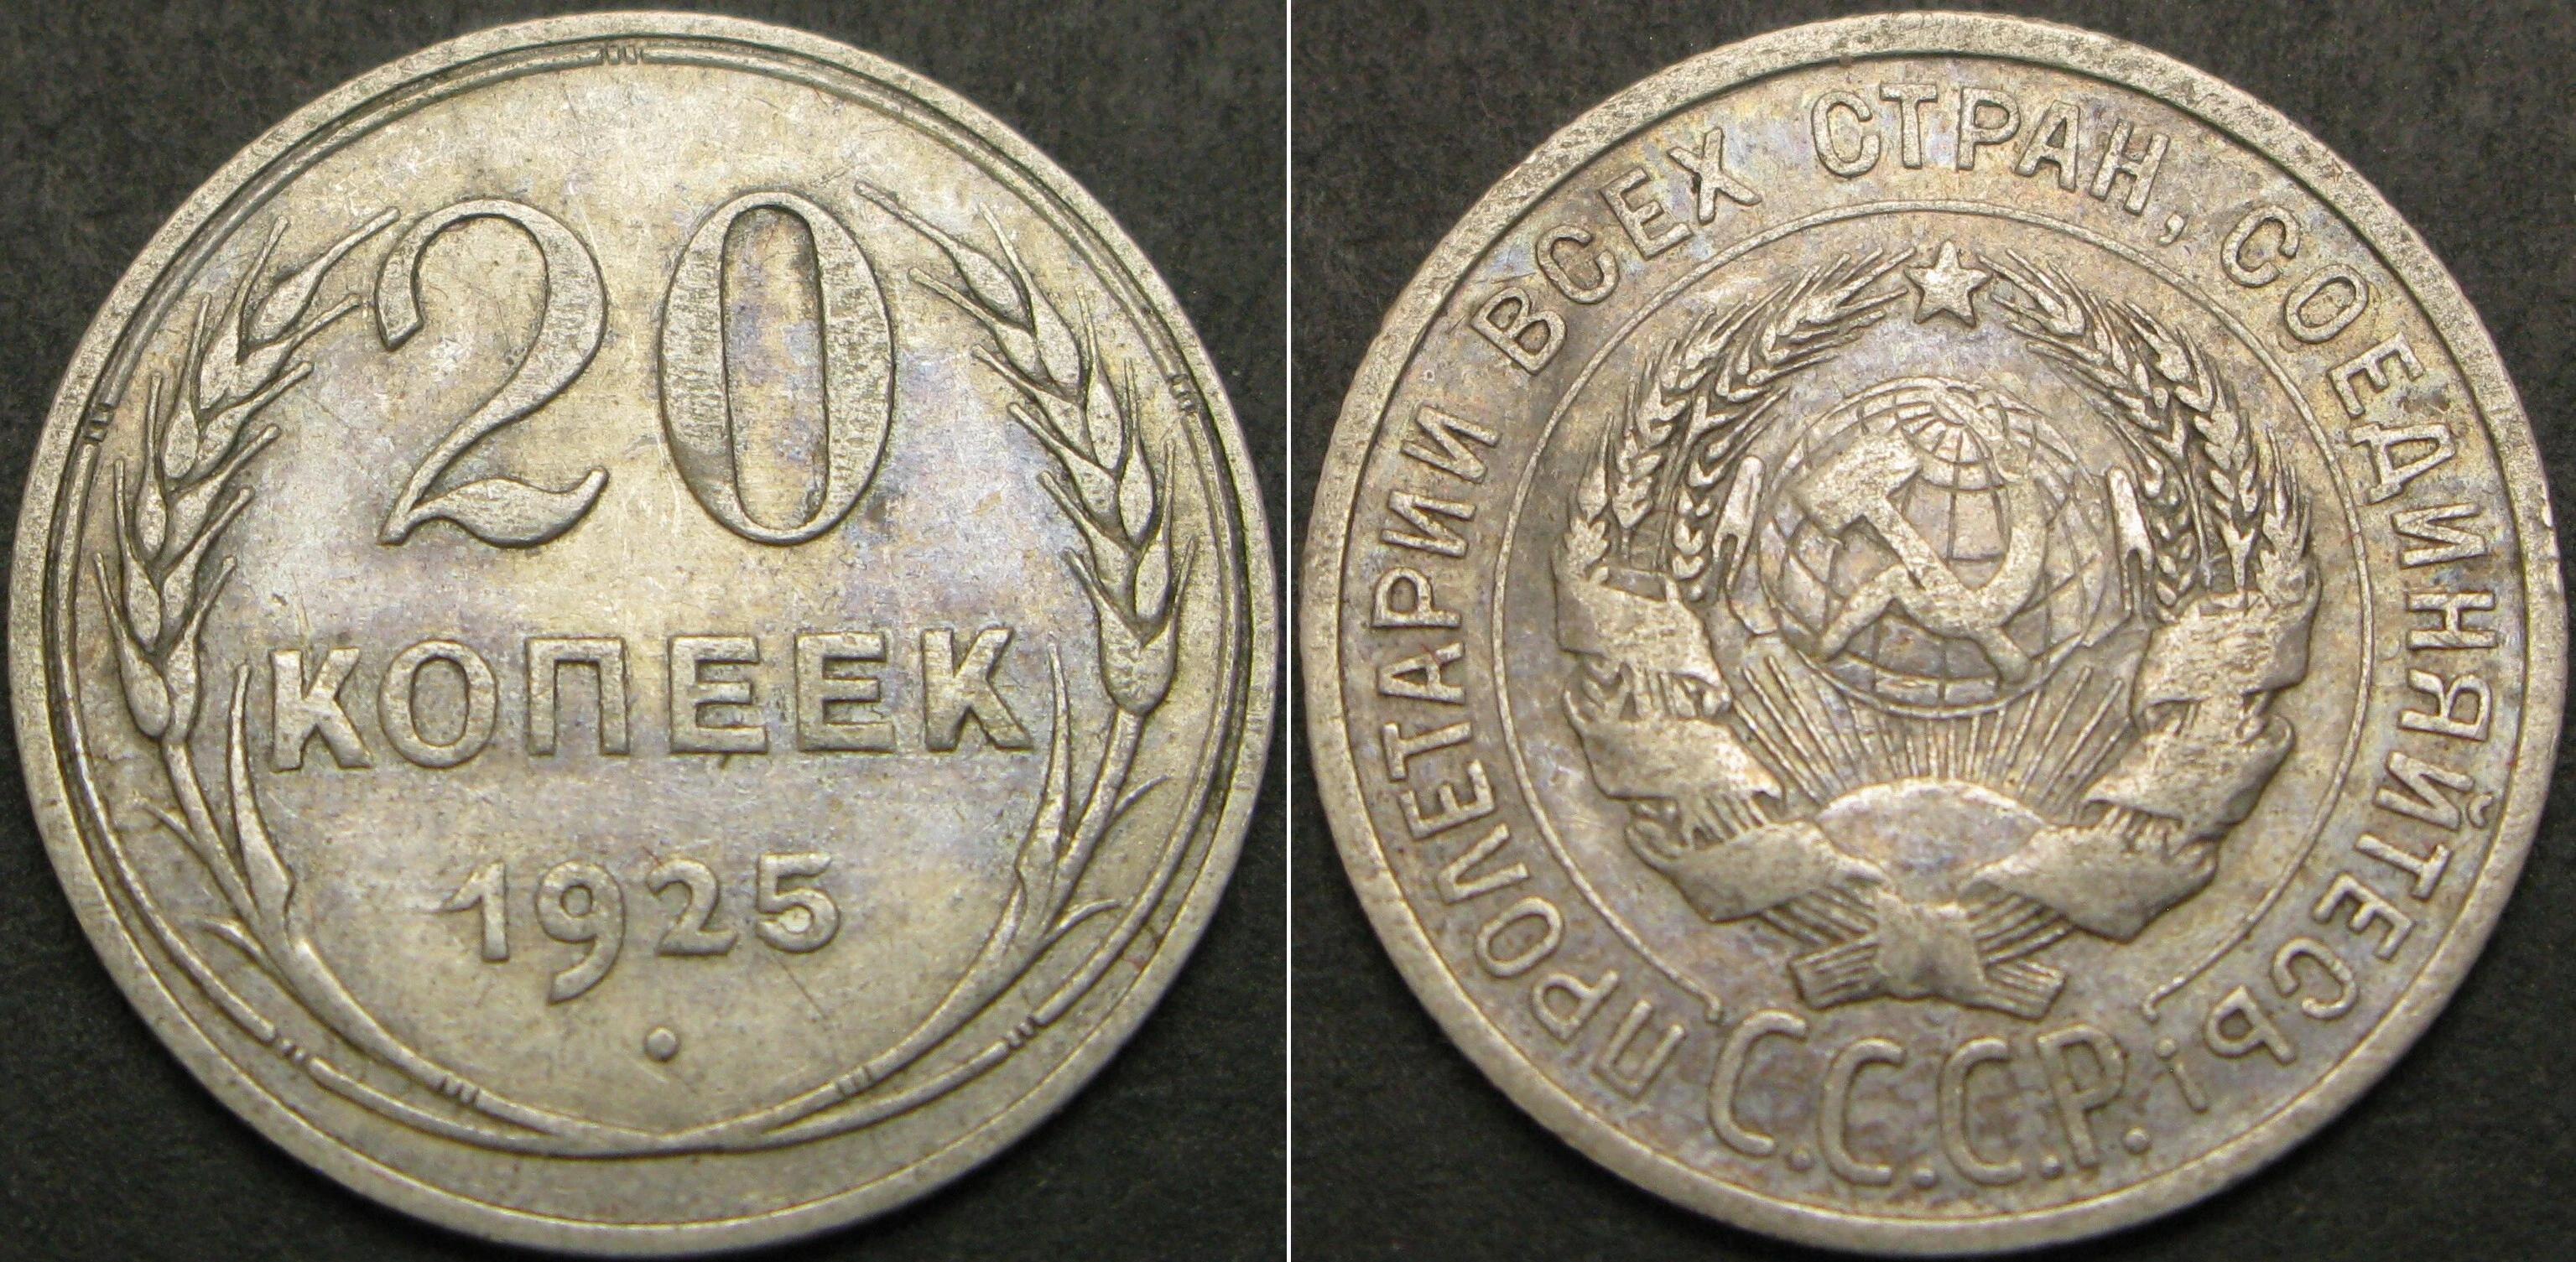 20
КОПЕЕК
1925
ПРОЛЕТАРИИ ВСЕХ СТРАН, СОЕДИНЯЙТЕСЬ!
С.С.С.Р.